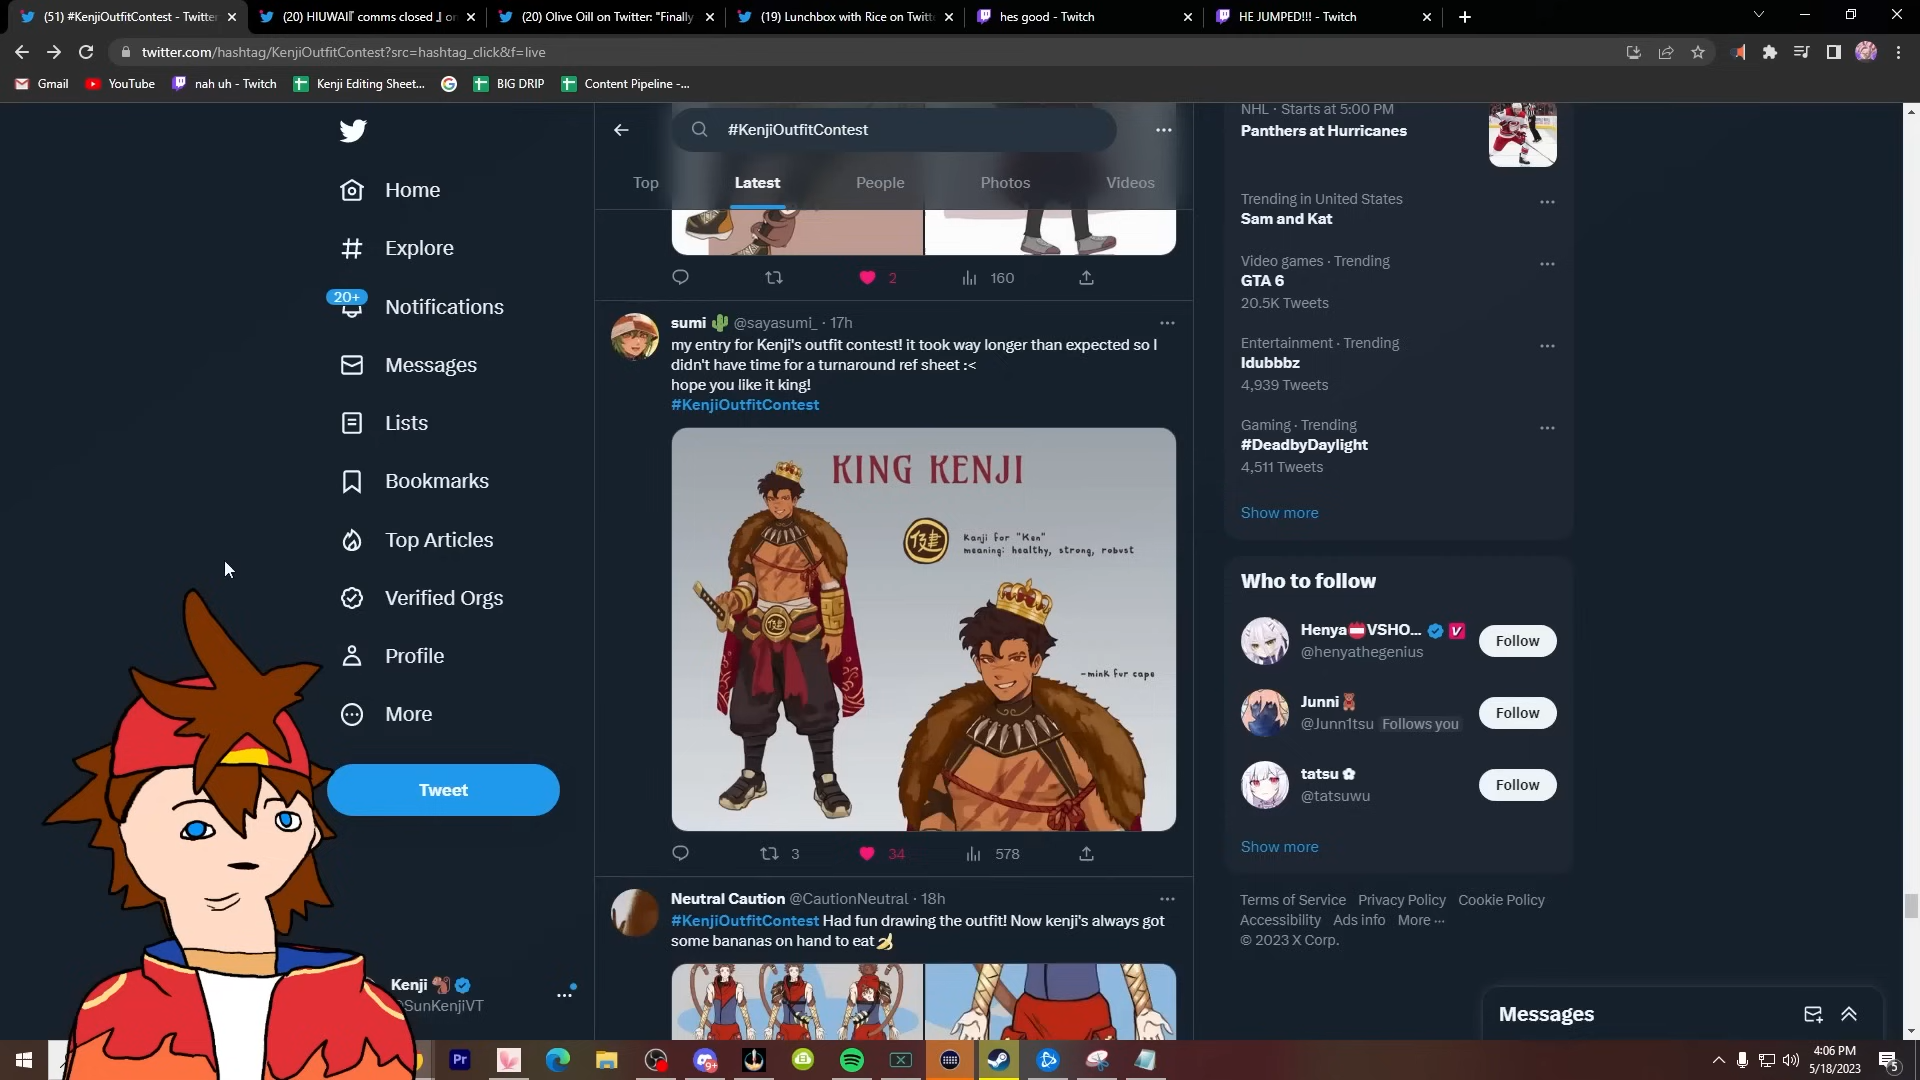 (51) #KenjiOutfitContest - Twitter
(20) HIUWAI『 comms closed 』 on
(20) Olive Oill on Twitter: "Finally
(19) Lunchbox with Rice on Twitt
hes good - Twitch
HE JUMPED!!! - Twitch
twitter.com/hashtag/KenjiOutfitContest?src=hashtag_click&f=live
Gmail
YouTube
nah uh - Twitch
Kenji Editing Sheet...
BIG DRIP
Content Pipeline -...
Home
Explore
20+
Notifications
Messages
Lists
Bookmarks
Top Articles
Verified Orgs
Profile
More
Tweet
Kenji
@SunKenjiVT
#KenjiOutfitContest
Top
Latest
People
Photos
Videos
2
160
sumi @sayasumi_ · 17h
my entry for Kenji's outfit contest! it took way longer than expected so I
didn't have time for a turnaround ref sheet :<
hope you like it king!
#KenjiOutfitContest
KING KENJI
健
Kanji for "Ken"
meaning: healthy, strong, robust
健
-mink fur cape
3
34
578
Neutral Caution @CautionNeutral · 18h
#KenjiOutfitContest Had fun drawing the outfit! Now kenji's always got
some bananas on hand to eat
NHL · Starts at 5:00 PM
Panthers at Hurricanes
Trending in United States
Sam and Kat
Video games · Trending
GTA 6
20.5K Tweets
Entertainment · Trending
Idubbbz
4,939 Tweets
Gaming · Trending
#DeadbyDaylight
4,511 Tweets
Show more
Who to follow
Henya VSHO...
@henyathegenius
Follow
Junni
@Junn1tsu Follows you
Follow
tatsu
@tatsuwu
Follow
Show more
Terms of Service Privacy Policy Cookie Policy
Accessibility Ads info More ...
© 2023 X Corp.
Messages
Pr
9+
4:06 PM
5/18/2023
5